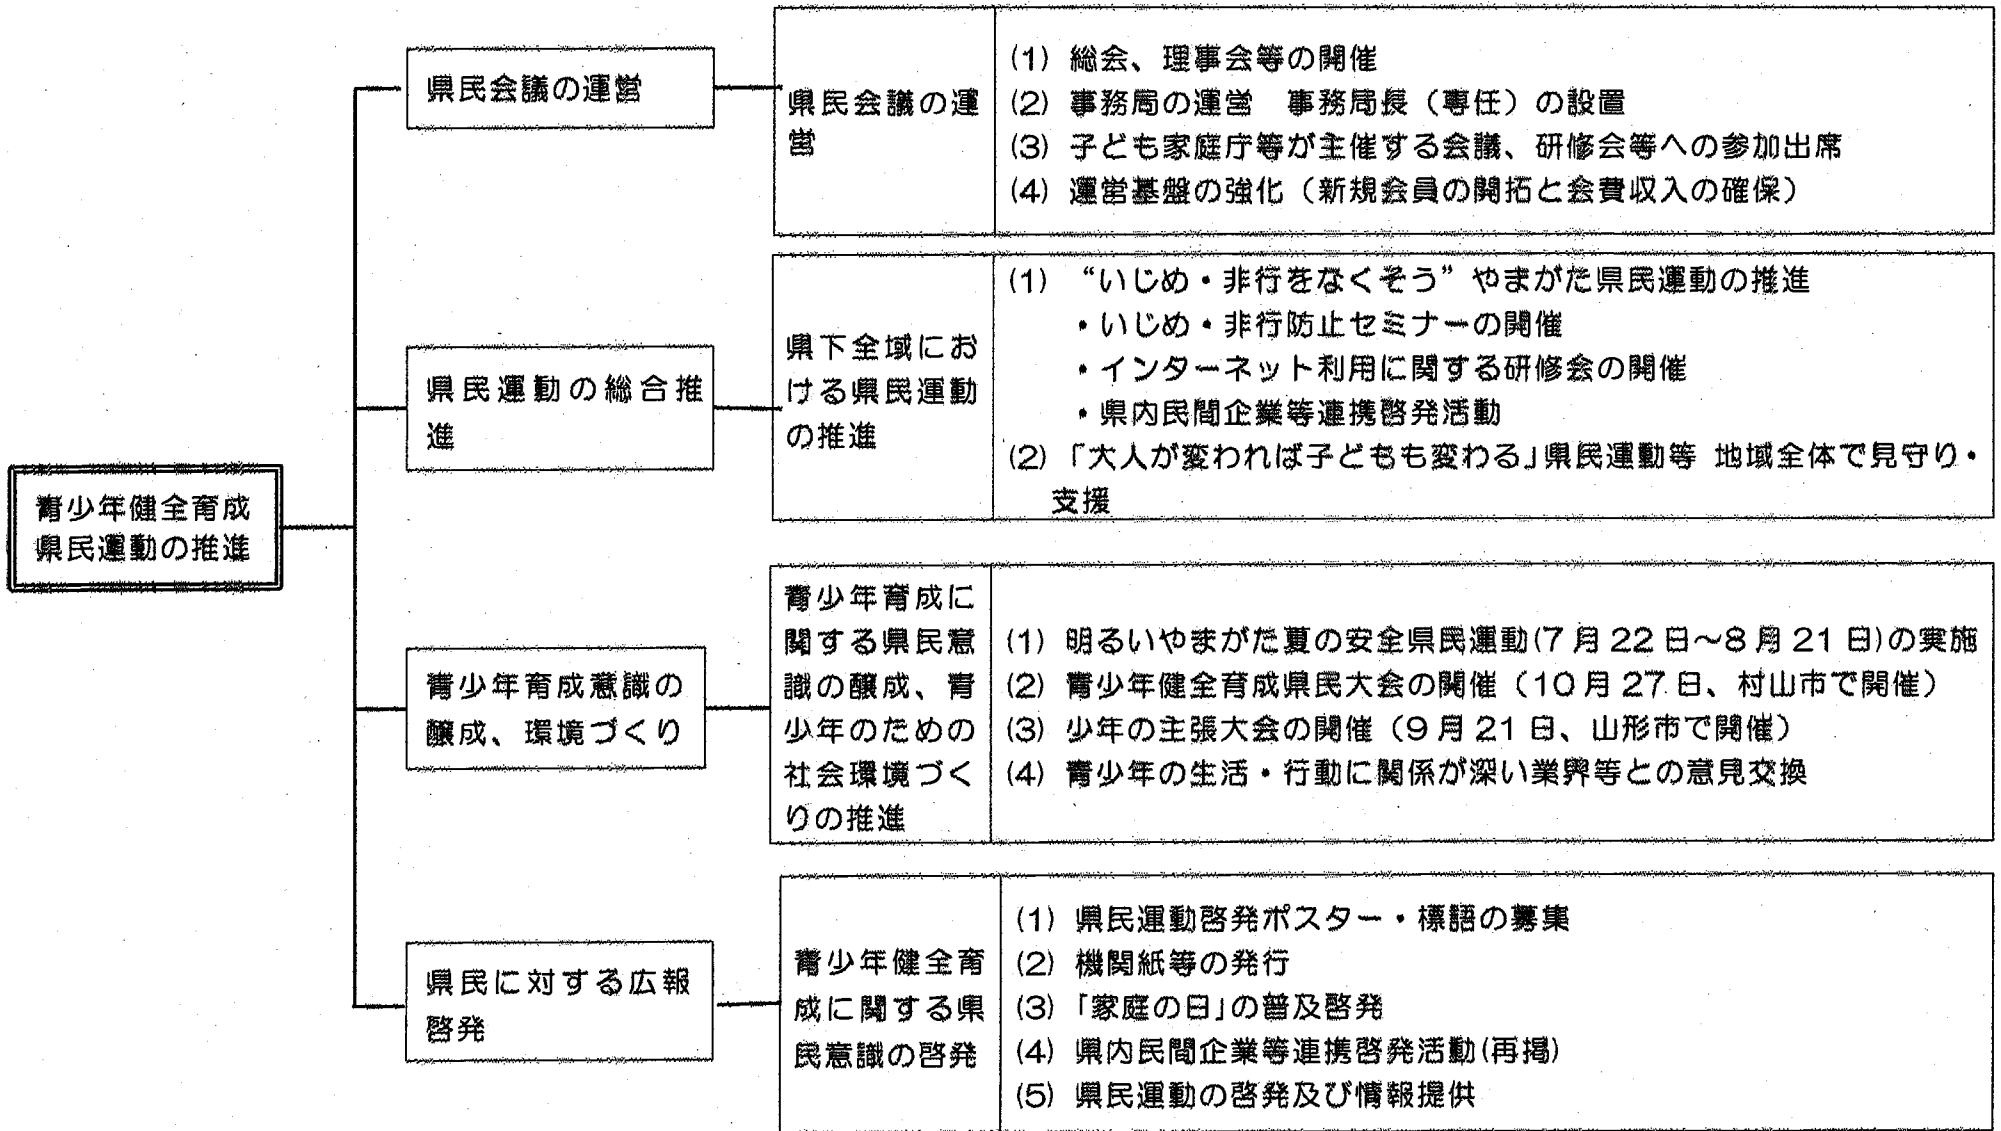 青少年健全育成
県民運動の推進
県民会議の運営
県民会議の運
営
(1) 総会、理事会等の開催
(2) 事務局の運営　事務局長（専任）の設置
(3) 子ども家庭庁等が主催する会議、研修会等への参加出席
(4) 運営基盤の強化（新規会員の開拓と会費収入の確保）
県民運動の総合推
進
県下全域にお
ける県民運動
の推進
(1) “いじめ・非行をなくそう”やまがた県民運動の推進
・いじめ・非行防止セミナーの開催
・インターネット利用に関する研修会の開催
・県内民間企業等連携啓発活動
(2)「大人が変われば子どもも変わる」県民運動等 地域全体で見守り・
支援
青少年育成意識の
醸成、環境づくり
青少年育成に
関する県民意
識の醸成、青
少年のための
社会環境づく
りの推進
(1) 明るいやまがた夏の安全県民運動(7月22日～8月21日)の実施
(2) 青少年健全育成県民大会の開催（10月27日、村山市で開催）
(3) 少年の主張大会の開催（9月21日、山形市で開催）
(4) 青少年の生活・行動に関係が深い業界等との意見交換
県民に対する広報
啓発
青少年健全育
成に関する県
民意識の啓発
(1) 県民運動啓発ポスター・標語の募集
(2) 機関紙等の発行
(3)「家庭の日」の普及啓発
(4) 県内民間企業等連携啓発活動(再掲)
(5) 県民運動の啓発及び情報提供